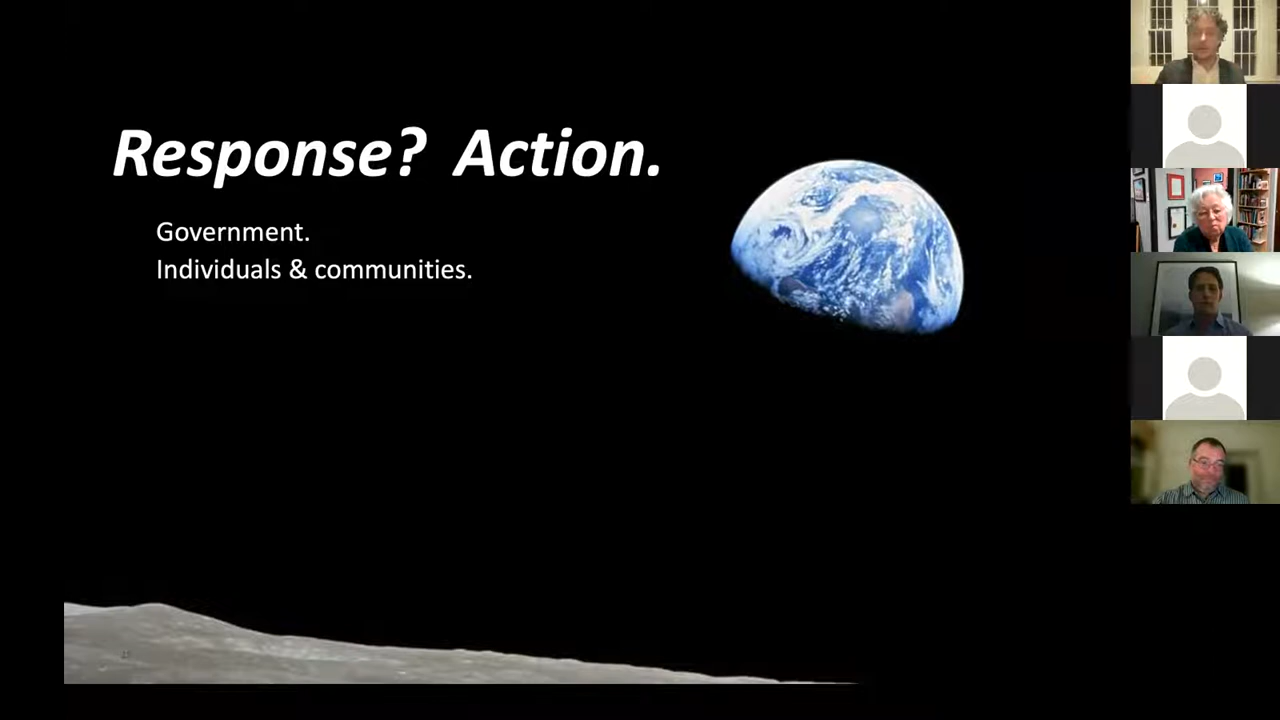 Response? Action.
Government.
Individuals & communities.